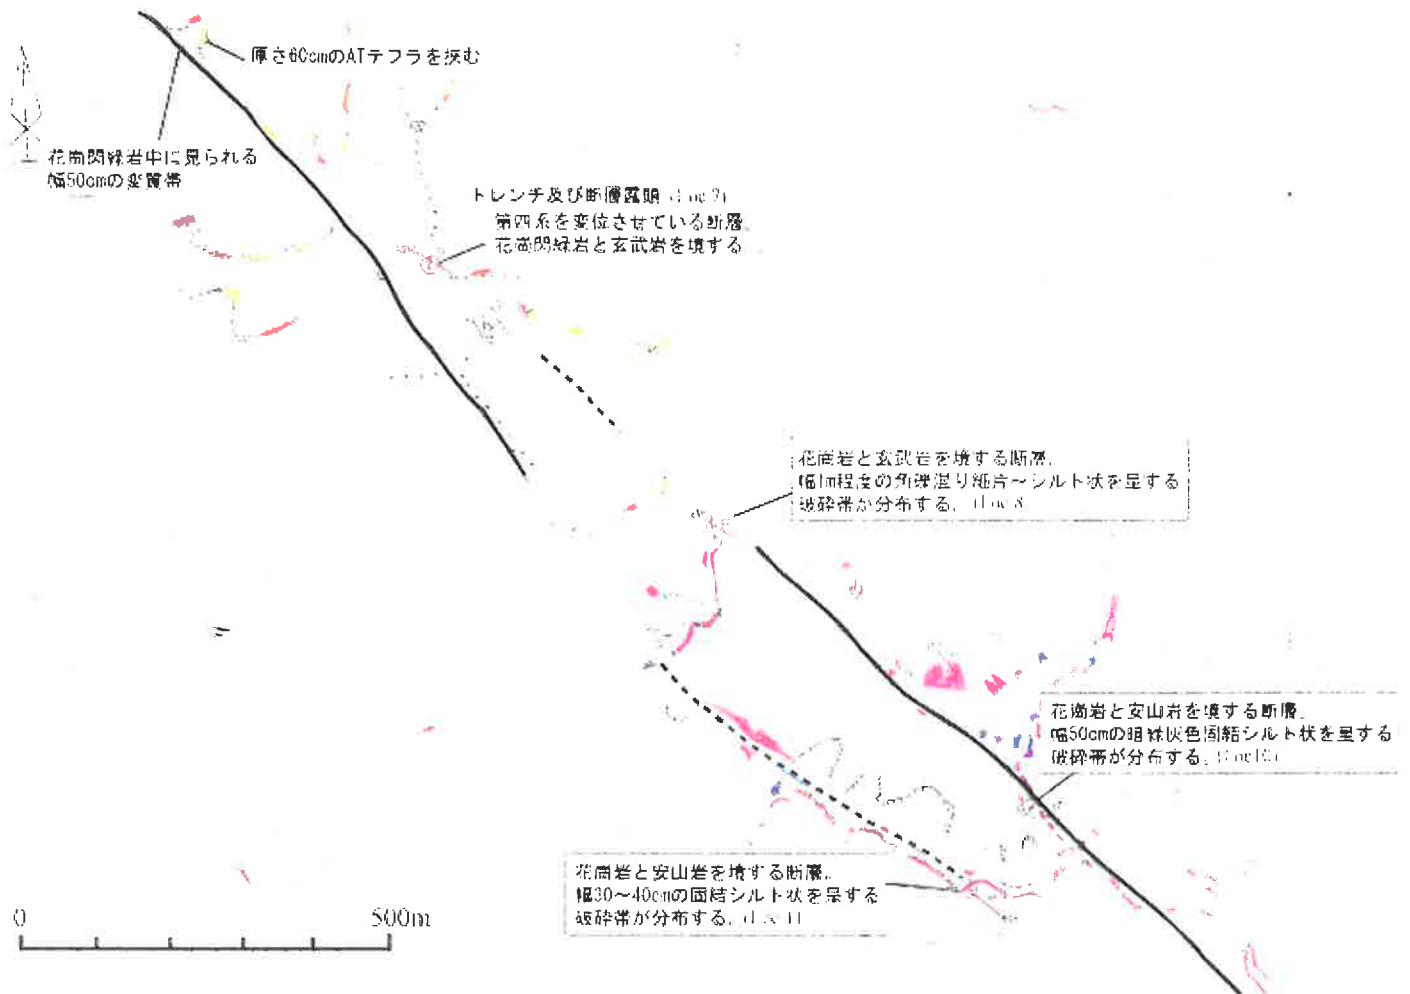 厚さ60cmのATテフラを挟む
花崗閃緑岩中に見られる
幅50cmの変質帯
トレンチ及び断層露頭
第四系を変位させている断層。
花崗閃緑岩と玄武岩を境する
花崗岩と玄武岩を境する断層。
幅1m程度の角礫混り細片～シルト状を呈する
破砕帯が分布する。
花崗岩と安山岩を境する断層。
幅50cmの暗緑灰色固結シルト状を呈する
破砕帯が分布する。
花崗岩と安山岩を境する断層。
幅30～40cmの固結シルト状を呈する
破砕帯が分布する。
0 500m